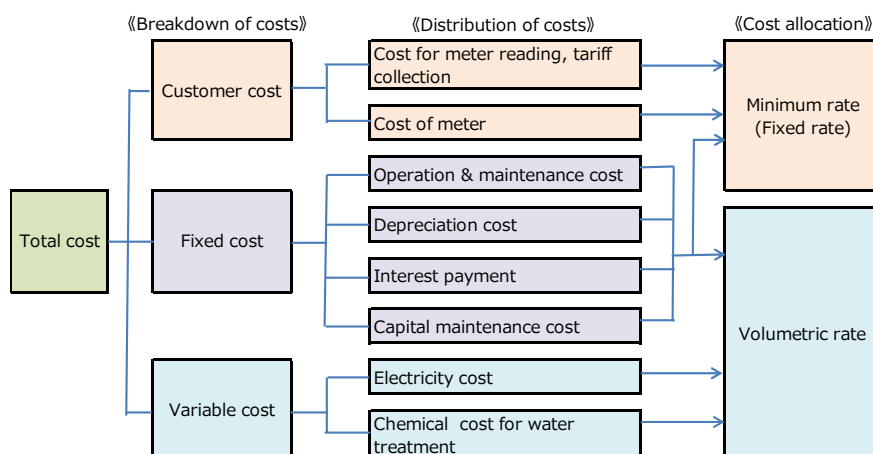 《Breakdown of costs》
《Distribution of costs》
《Cost allocation》
Total cost
Customer cost
Fixed cost
Variable cost
Cost for meter reading, tariff
collection
Cost of meter
Operation & maintenance cost
Depreciation cost
Interest payment
Capital maintenance cost
Electricity cost
Chemical cost for water
treatment
Minimum rate
(Fixed rate)
Volumetric rate